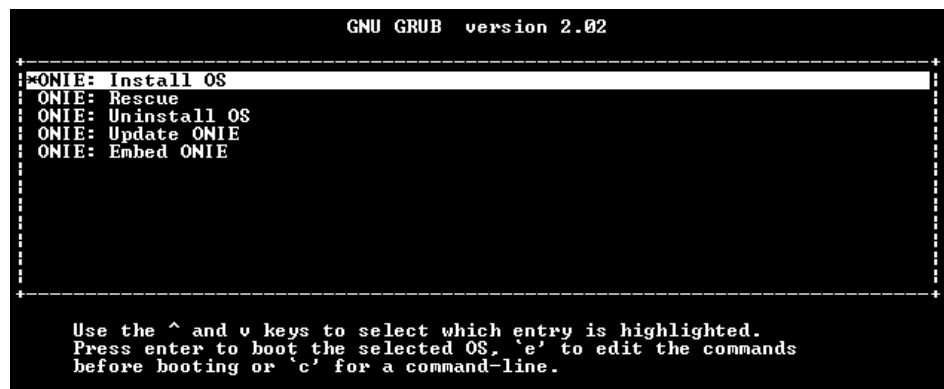 GNU GRUB version 2.02
*ONIE: Install OS
ONIE: Rescue
ONIE: Uninstall OS
ONIE: Update ONIE
ONIE: Embed ONIE
Use the ^ and v keys to select which entry is highlighted.
Press enter to boot the selected OS, `e' to edit the commands
before booting or `c' for a command-line.